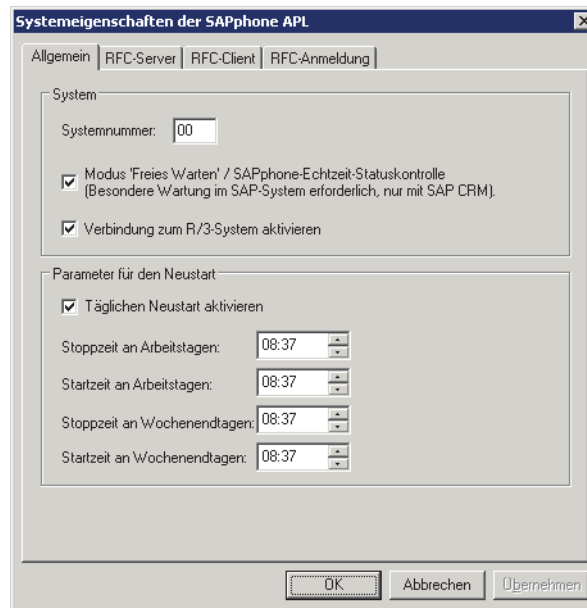 Systemeigenschaften der SAPphone APL
Allgemein RFC-Server RFC-Client RFC-Anmeldung
System
Systemnummer: 00
Modus 'Freies Warten' / SAPphone-Echtzeit-Statuskontrolle
(Besondere Wartung im SAP-System erforderlich, nur mit SAP CRM).
Verbindung zum R/3-System aktivieren
Parameter für den Neustart
Täglichen Neustart aktivieren
Stoppzeit an Arbeitstagen: 08:37
Startzeit an Arbeitstagen: 08:37
Stoppzeit an Wochenendtagen: 08:37
Startzeit an Wochenendtagen: 08:37
OK Abbrechen Übernehmen